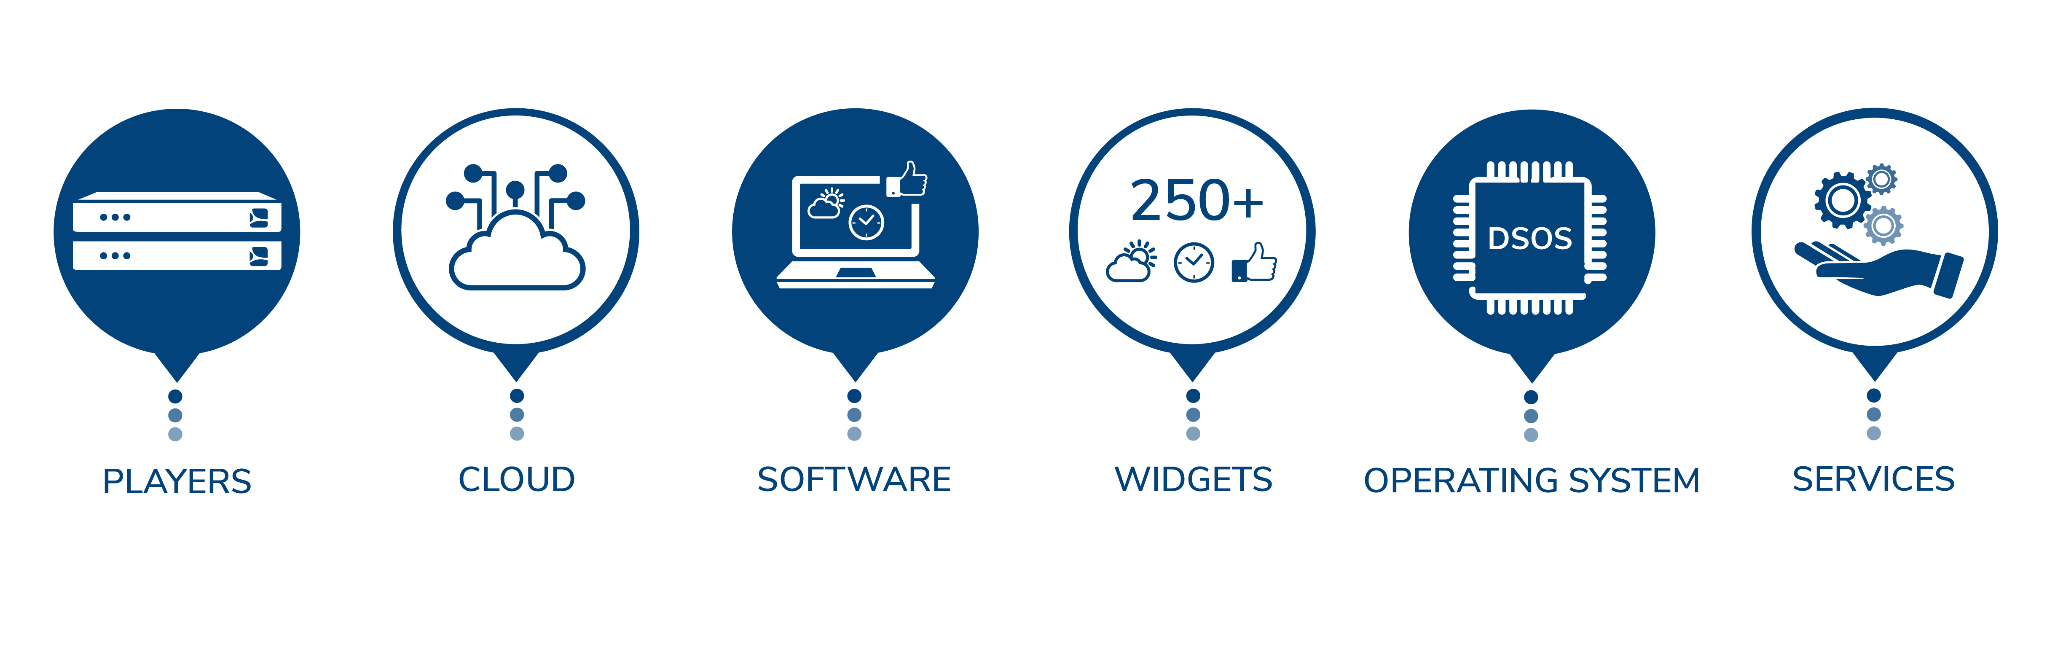 250+
DSOS
PLAYERS
CLOUD
SOFTWARE
WIDGETS
OPERATING SYSTEM
SERVICES